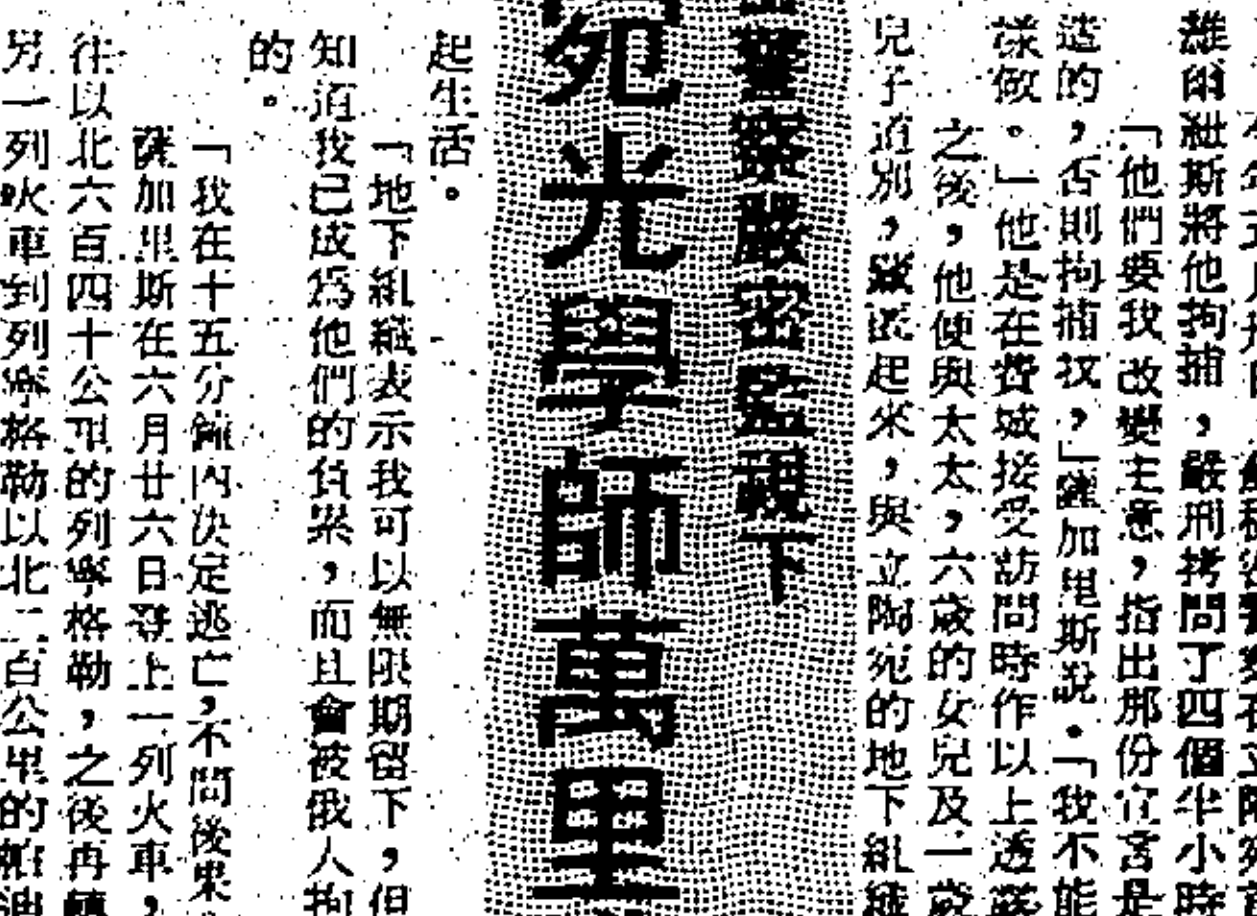 雅爾紲斯將他拘捕，嚴刑拷問了四個半小時
「他們要我改變主意，指出那份宣言是
造的，否則拘捕我，」薩加里斯說。「我不能
樣做。」他是在費城接受訪問時作以上透露
之後，他便與太太，六歲的女兒及一歲
兒子道別，藏匿起來，與立陶宛的地下組織
警察嚴密監視下
宛光學師萬里
起生活。
「地下組織表示我可以無限期留下，但
知道我已成為他們的負累，而且會被俄人拘
的。
「我在十五分鐘內決定逃亡，不問後果
薩加里斯在六月廿六日登上一列火車，
往以北六百四十公里的列寧格勒，之後再轉
另一列火車到列寧格勒以北二百公里的